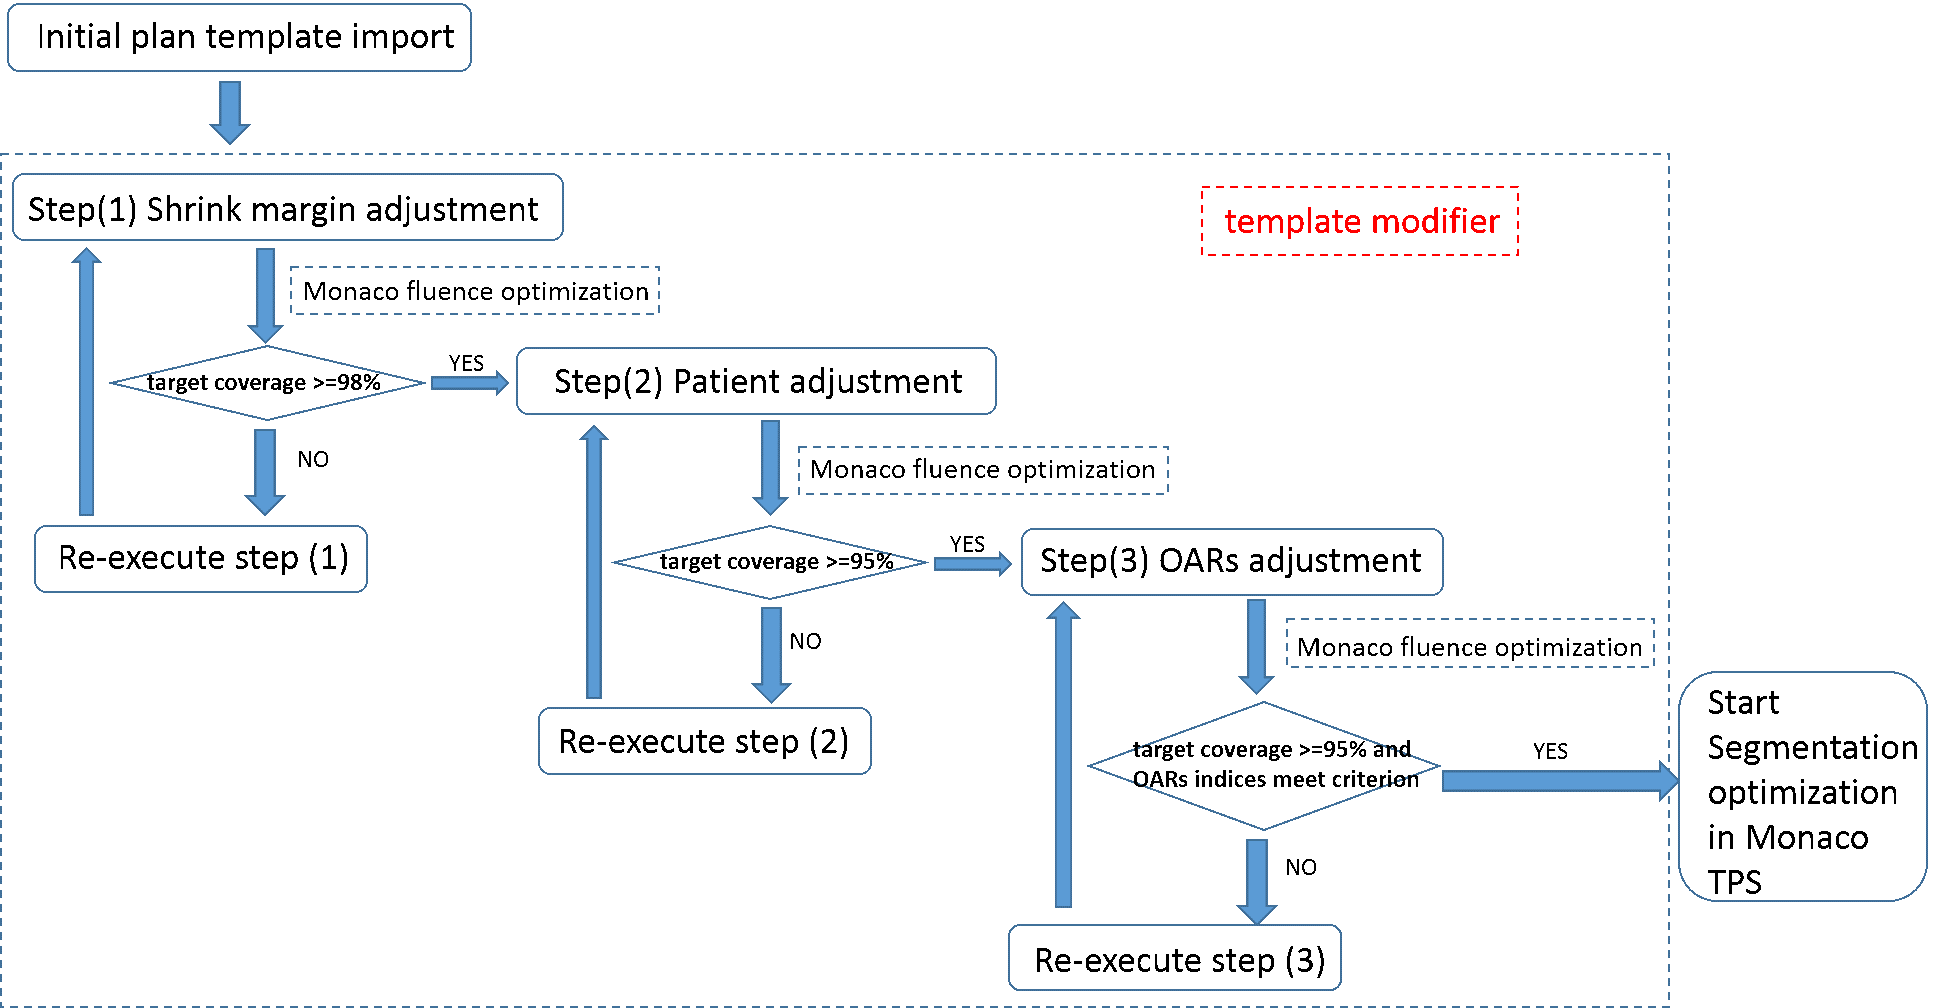 Initial plan template import
Step(1) Shrink margin adjustment
template modifier
Monaco fluence optimization
target coverage >=98%
YES
NO
Re-execute step (1)
Step(2) Patient adjustment
Monaco fluence optimization
target coverage >=95%
YES
NO
Re-execute step (2)
Step(3) OARs adjustment
Monaco fluence optimization
target coverage >=95% and
OARs indices meet criterion
YES
NO
Re-execute step (3)
Start
Segmentation
optimization
in Monaco
TPS